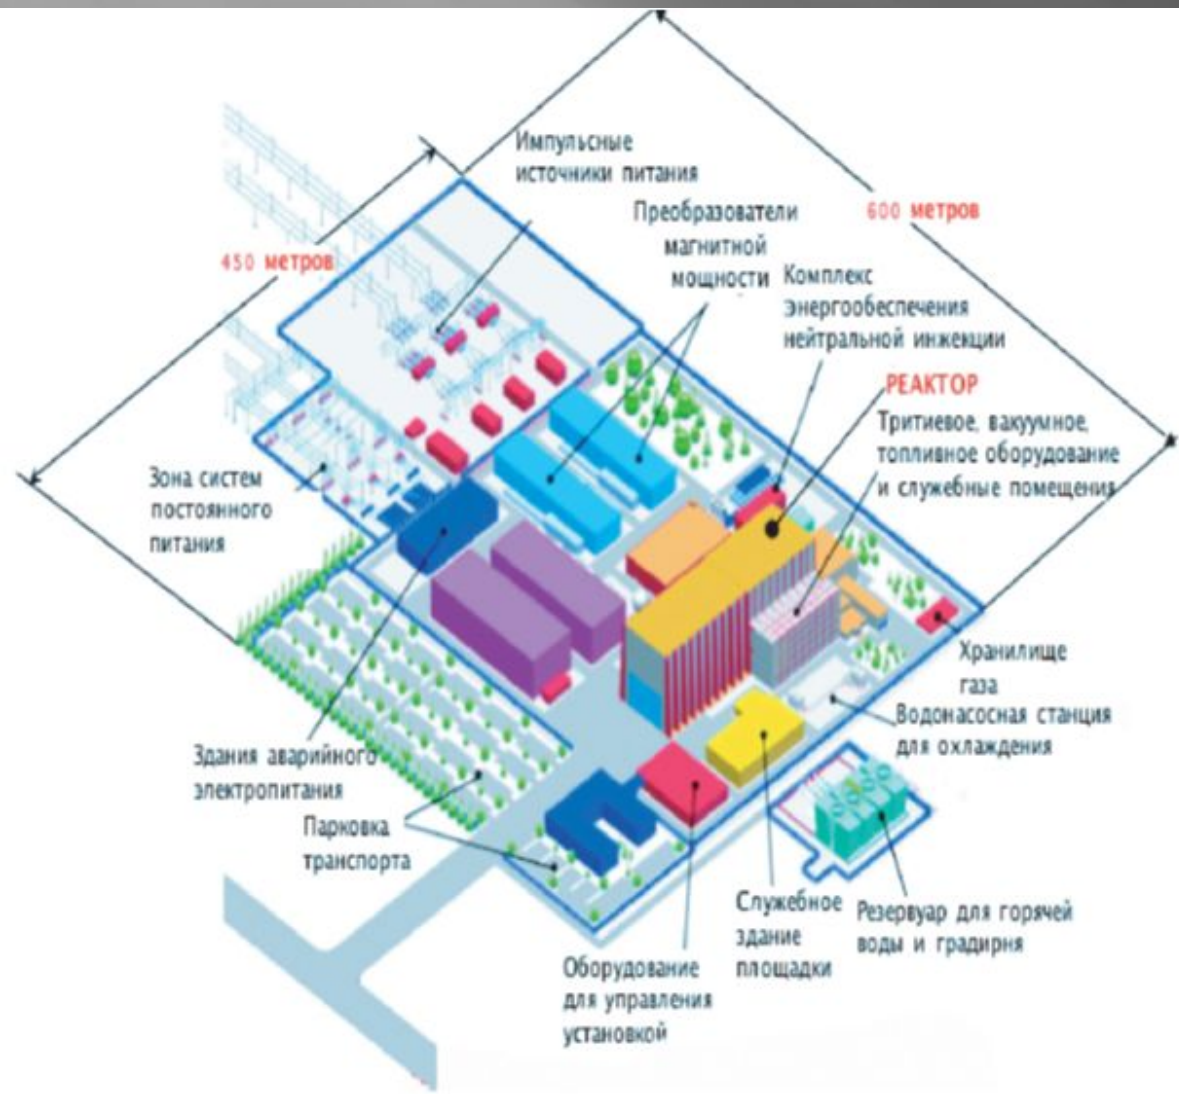 Импульсные
источники питания
Преобразователи
магнитной
мощности
600 метров
450 метров
Комплекс
энергообеспечения
нейтральной инжекции
РЕАКТОР
Тритиевое, вакуумное,
топливное оборудование
и служебные помещения
Зона систем
постоянного
питания
Хранилище
газа
Водонасосная станция
для охлаждения
Здания аварийного
электропитания
Парковка
транспорта
Служебное
здание
площадки
Резервуар для горячей
воды и градирня
Оборудование
для управления
установкой